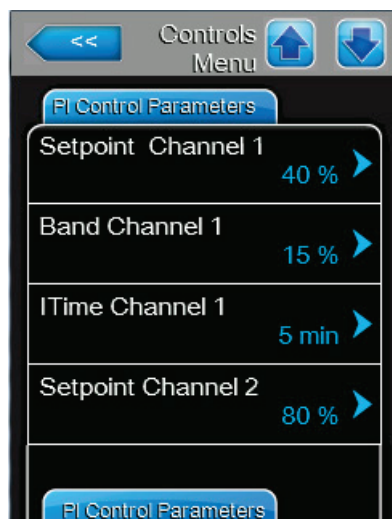 <<
Controls
Menu
PI Control Parameters
Setpoint Channel 1
40 %
Band Channel 1
15 %
ITime Channel 1
5 min
Setpoint Channel 2
80 %
PI Control Parameters